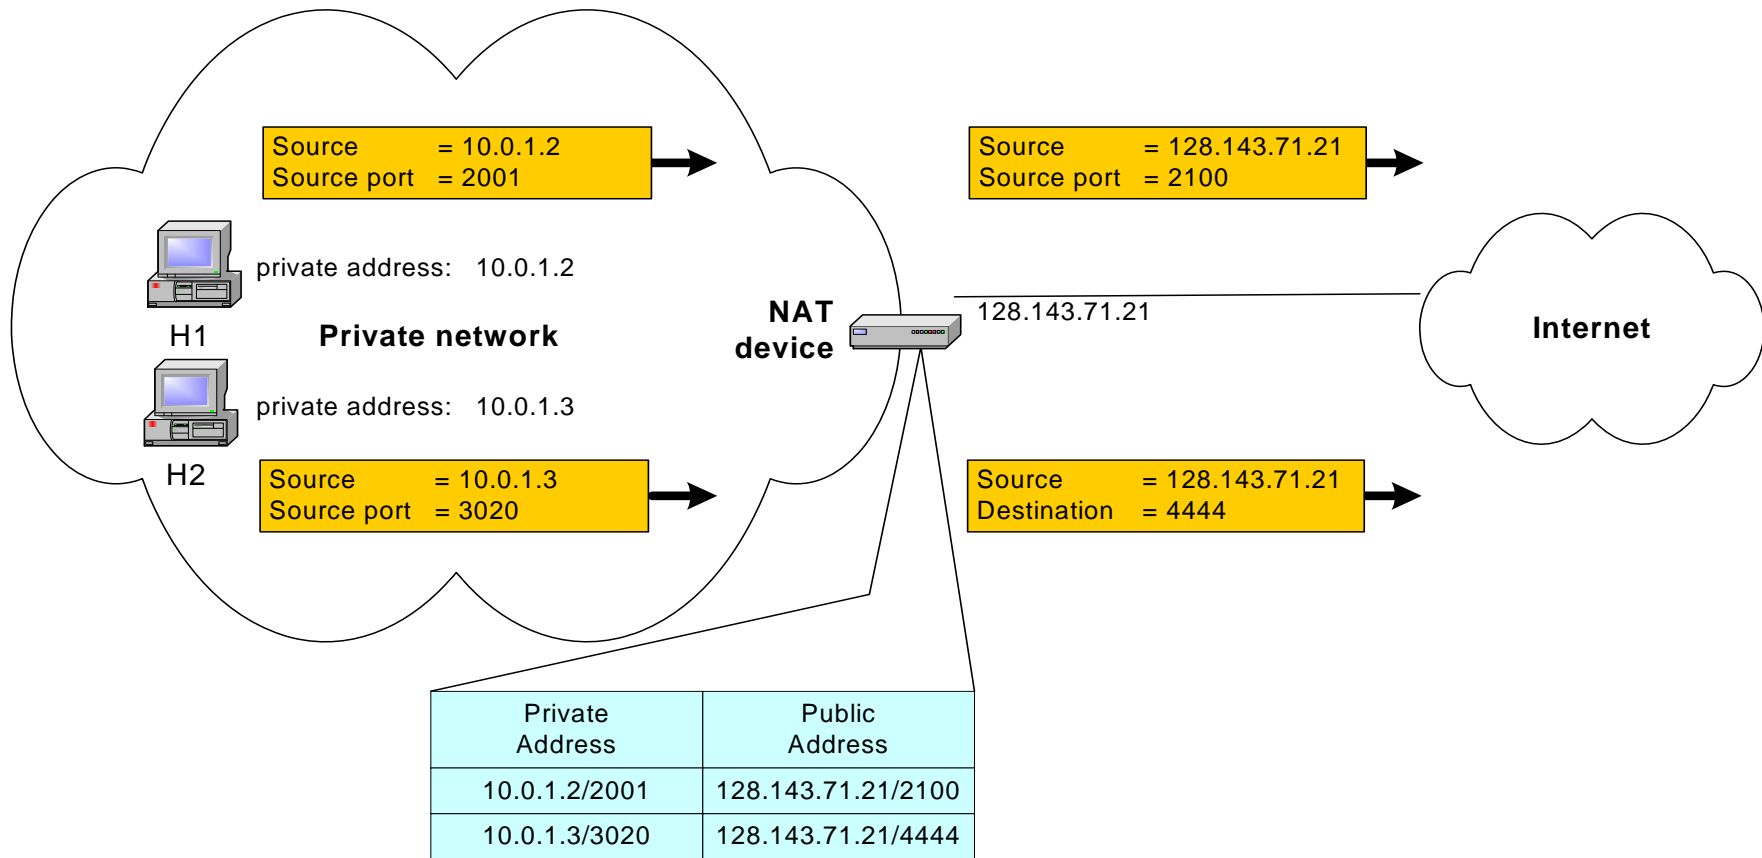 Source = 10.0.1.2
Source port = 2001
Source = 128.143.71.21
Source port = 2100
private address: 10.0.1.2
H1
Private network
NAT
device
128.143.71.21
Internet
private address: 10.0.1.3
H2
Source = 10.0.1.3
Source port = 3020
Source = 128.143.71.21
Destination = 4444
Private
Address
Public
Address
10.0.1.2/2001 128.143.71.21/2100
10.0.1.3/3020 128.143.71.21/4444